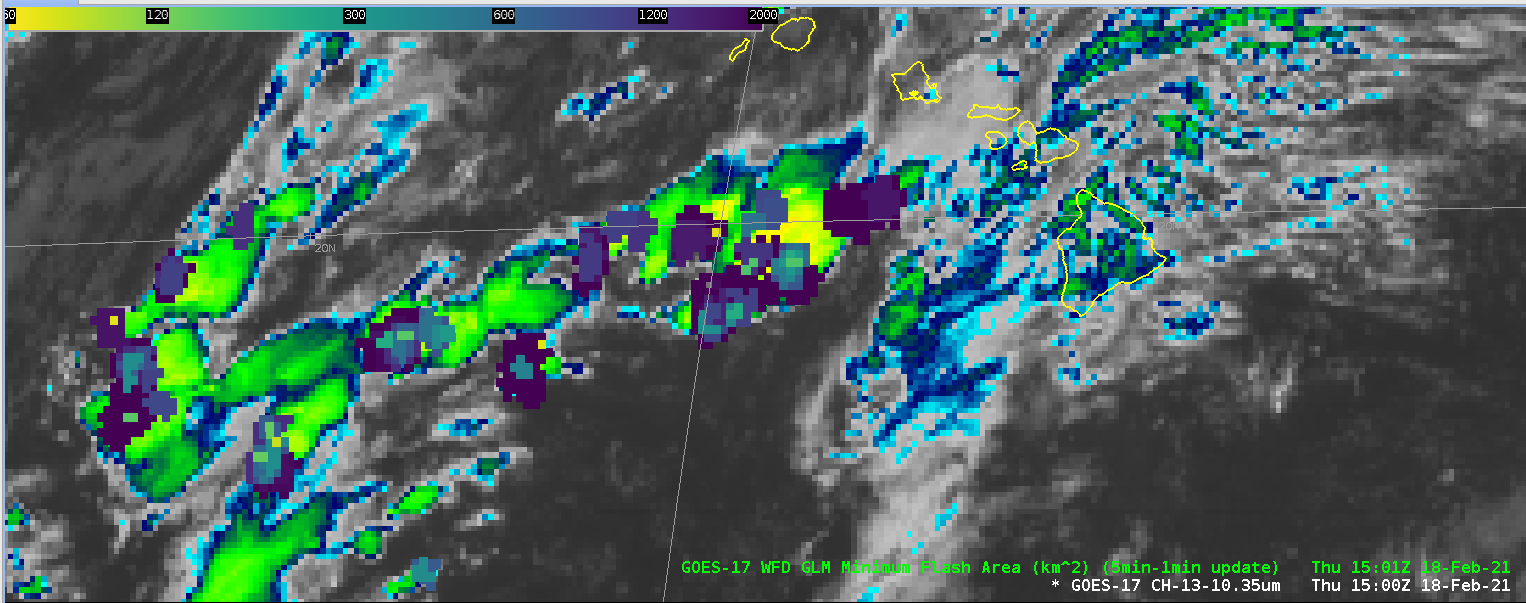 60 120 300 600 1200 2000
20N
GOES-17 WFD GLM Minimum Flash Area (km^2) (5min-1min update) Thu 15:01Z 18-Feb-21
* GOES-17 CH-13-10.35um Thu 15:00Z 18-Feb-21